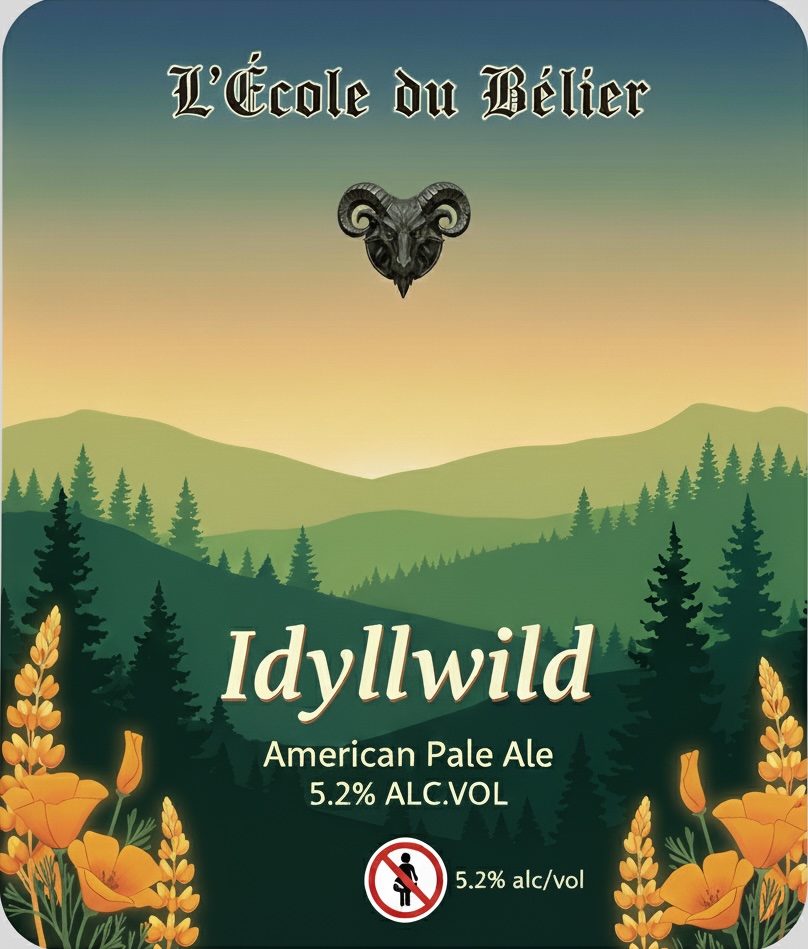 L'École du Bélier
Idyllwild
American Pale Ale
5.2% ALC.VOL
5.2% alc/vol